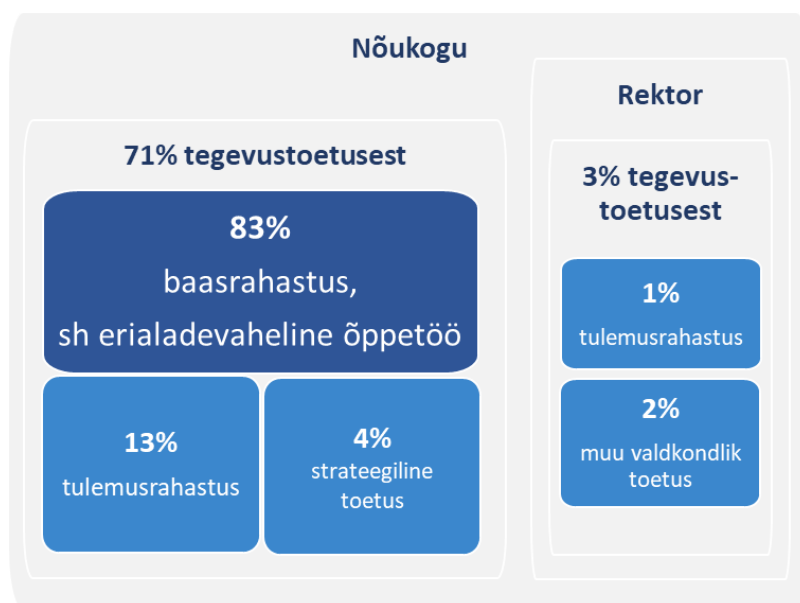 Nõukogu
71% tegevustoetusest
83%
baasrahastus,
sh erialadevaheline õppetöö
13%
tulemusrahastus
4%
strateegiline
toetus
Rektor
3% tegevus-
toetusest
1%
tulemusrahastus
2%
muu valdkondlik
toetus